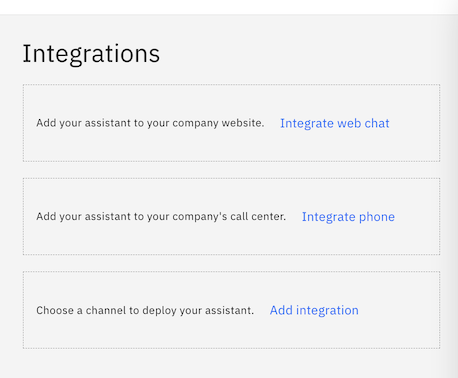 Integrations
Add your assistant to your company website. Integrate web chat
Add your assistant to your company's call center. Integrate phone
Choose a channel to deploy your assistant. Add integration